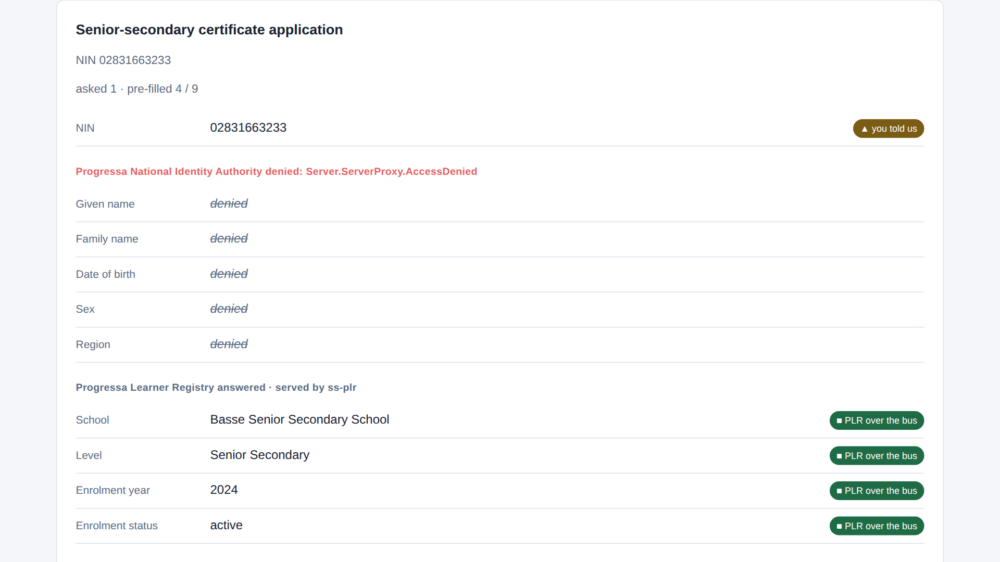 Senior-secondary certificate application
NIN 02831663233
asked 1 · pre-filled 4 / 9
NIN 02831663233 ▲ you told us
Progressa National Identity Authority denied: Server.ServerProxy.AccessDenied
Given name denied
Family name denied
Date of birth denied
Sex denied
Region denied
Progressa Learner Registry answered · served by ss-plr
School Basse Senior Secondary School ■ PLR over the bus
Level Senior Secondary ■ PLR over the bus
Enrolment year 2024 ■ PLR over the bus
Enrolment status active ■ PLR over the bus